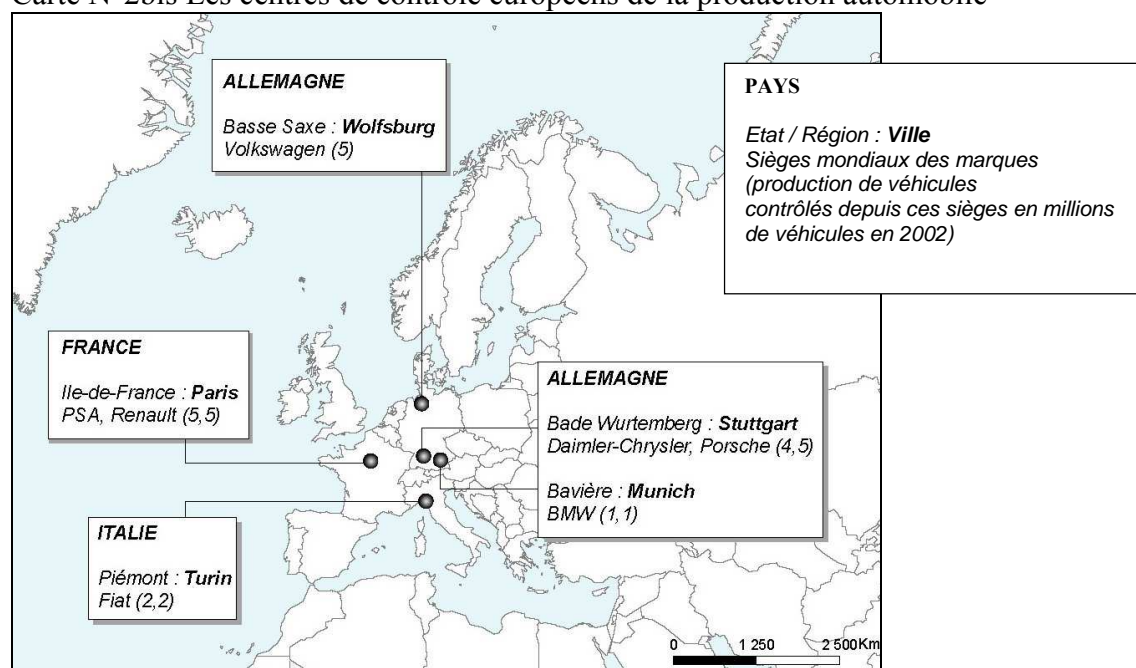 Carte N°2bis Les centres de contrôle européens de la production automobile
ALLEMAGNE
Basse Saxe : Wolfsburg
Volkswagen (5)
PAYS
Etat / Région : Ville
Sièges mondiaux des marques
(production de véhicules
contrôlés depuis ces sièges en millions
de véhicules en 2002)
FRANCE
Ile-de-France : Paris
PSA, Renault (5,5)
ALLEMAGNE
Bade Wurtemberg : Stuttgart
Daimler-Chrysler, Porsche (4,5)
Bavière : Munich
BMW (1,1)
ITALIE
Piémont : Turin
Fiat (2,2)
0 1 250 2 500Km